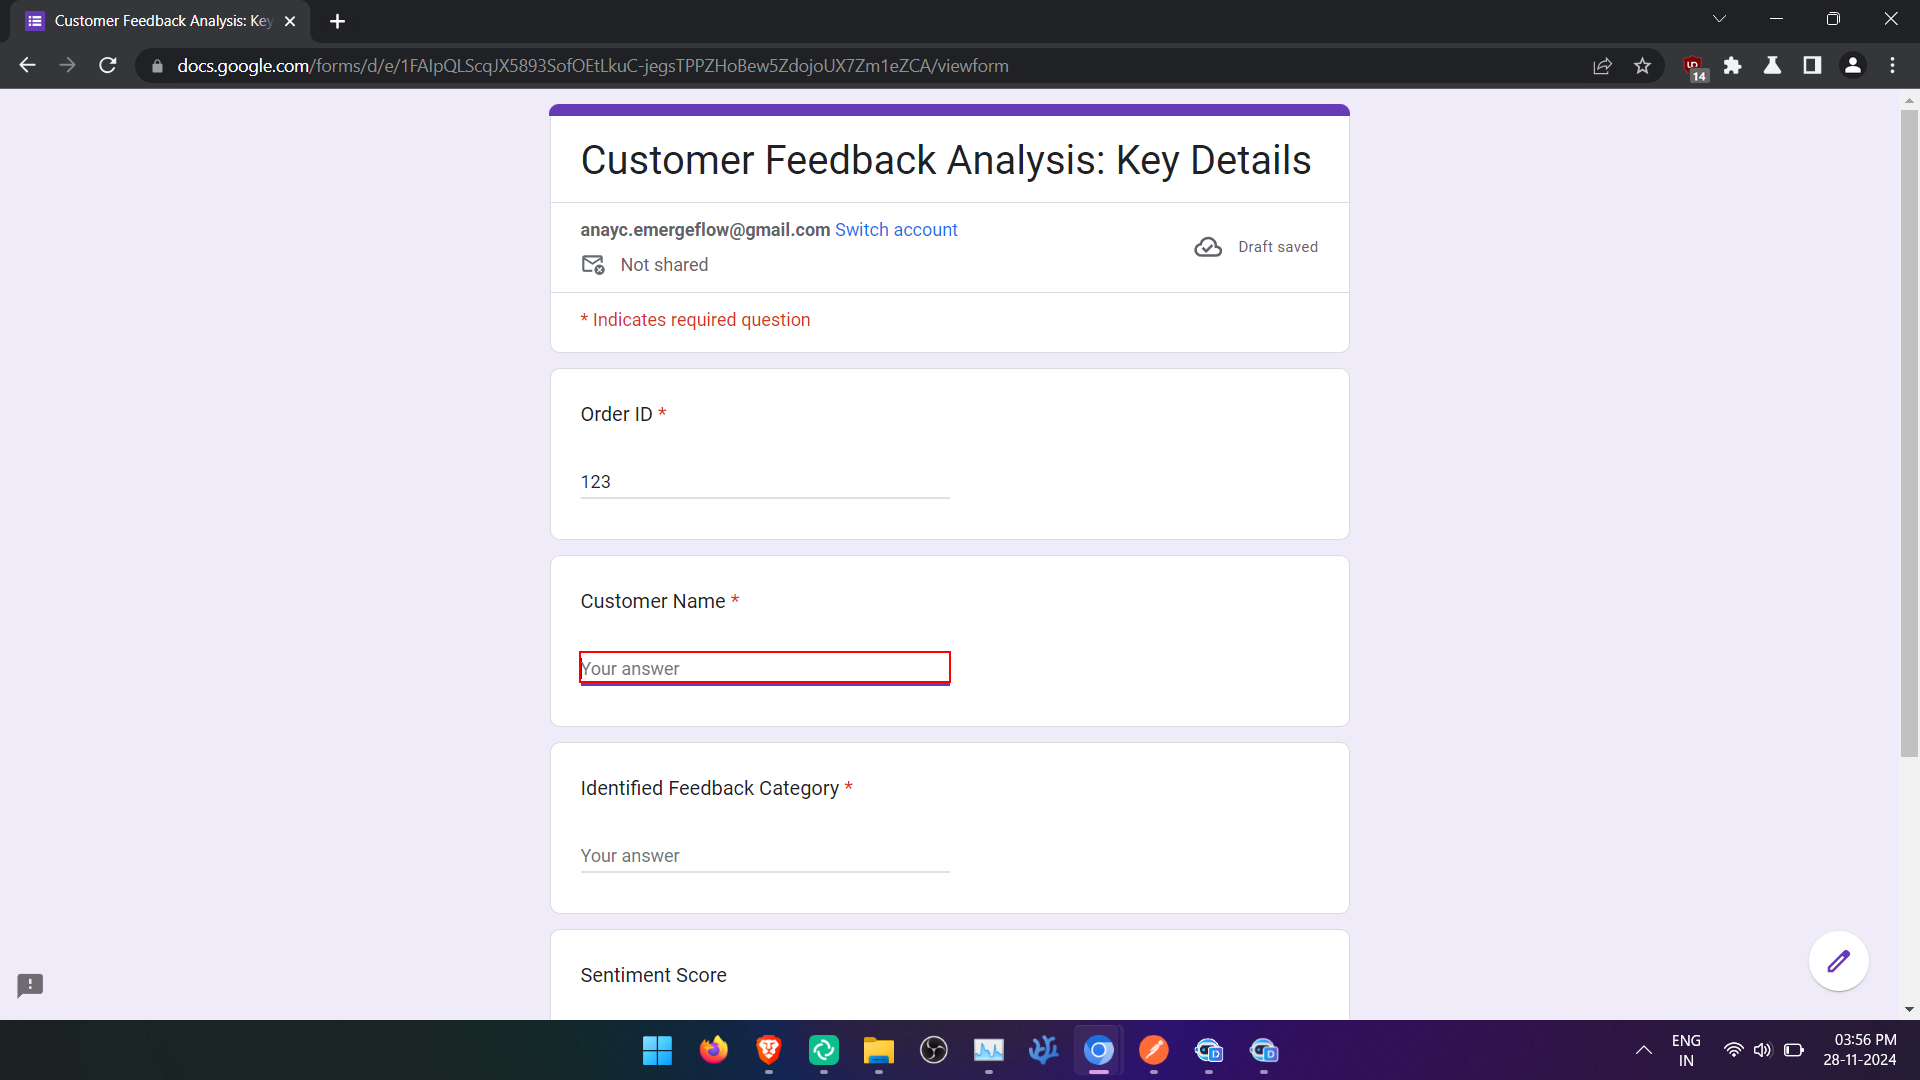 Customer Feedback Analysis: Key
docs.google.com/forms/d/e/1FAIpQLScqJX5893SofOEtLkuC-jegsTPPZHoBew5ZdojoUX7Zm1eZCA/viewform
14
Customer Feedback Analysis: Key Details
anayc.emergeflow@gmail.com Switch account
Draft saved
Not shared
* Indicates required question
Order ID *
123
Customer Name *
Your answer
Identified Feedback Category *
Your answer
Sentiment Score
ENG
IN
03:56 PM
28-11-2024